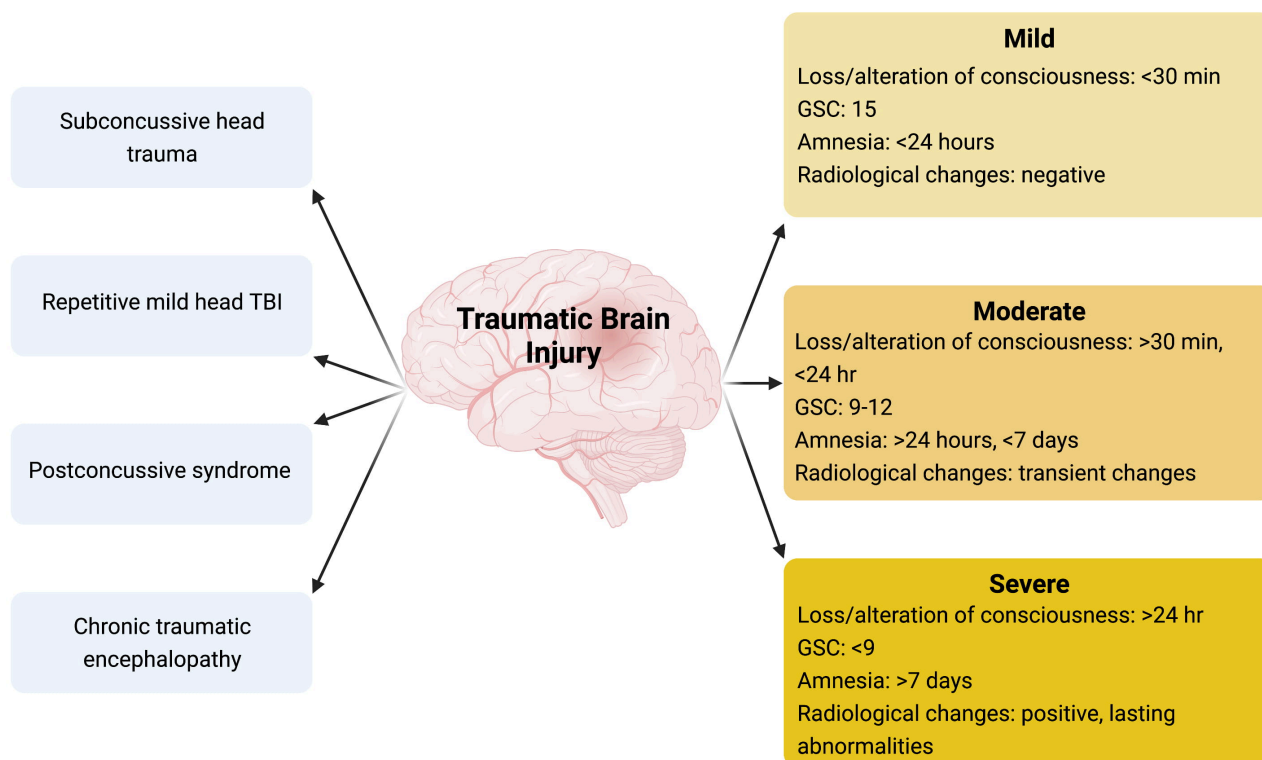 Subconcussive head
trauma
Repetitive mild head TBI
Postconcussive syndrome
Chronic traumatic
encephalopathy
Traumatic Brain
Injury
Mild
Loss/alteration of consciousness: <30 min
GSC: 15
Amnesia: <24 hours
Radiological changes: negative
Moderate
Loss/alteration of consciousness: >30 min,
<24 hr
GSC: 9-12
Amnesia: >24 hours, <7 days
Radiological changes: transient changes
Severe
Loss/alteration of consciousness: >24 hr
GSC: <9
Amnesia: >7 days
Radiological changes: positive, lasting
abnormalities